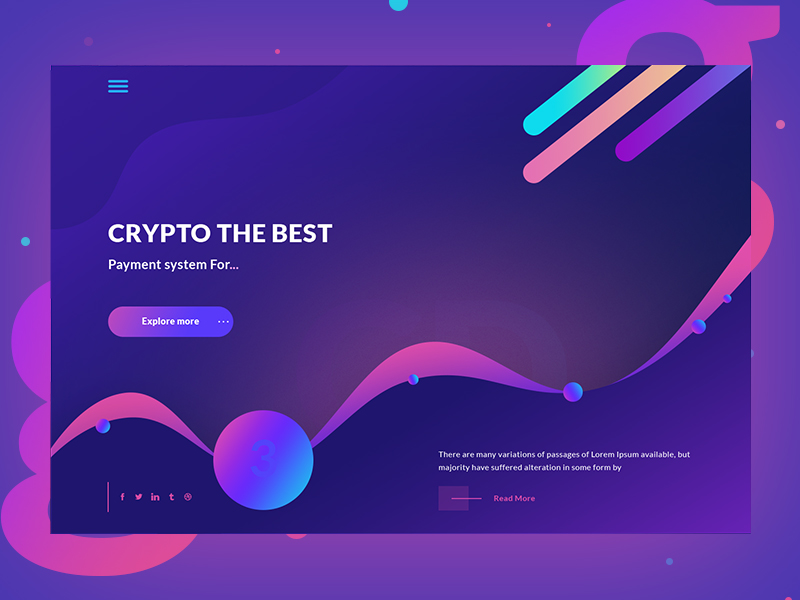 CRYPTO THE BEST
Payment system For...
Explore more ...
3
There are many variations of passages of Lorem Ipsum available, but
majority have suffered alteration in some form by
Read More